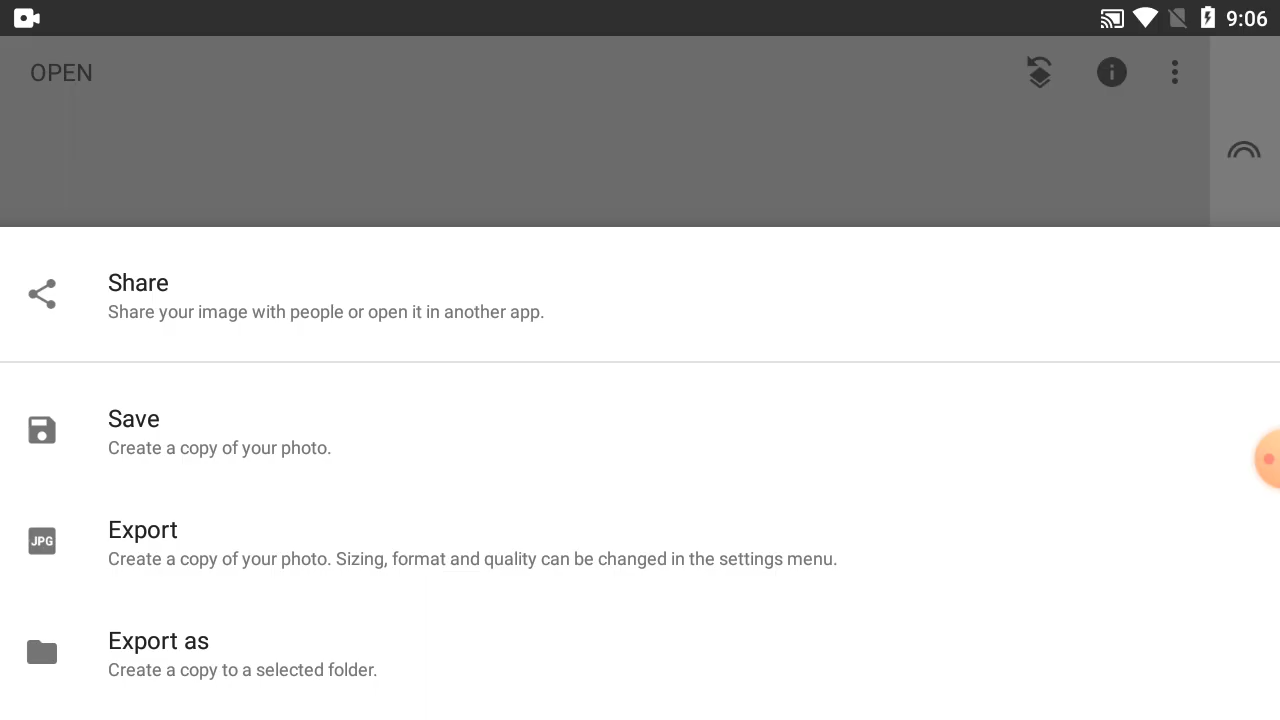 9:06
OPEN
Share
Share your image with people or open it in another app.
Save
Create a copy of your photo.
JPG
Export
Create a copy of your photo. Sizing, format and quality can be changed in the settings menu.
Export as
Create a copy to a selected folder.